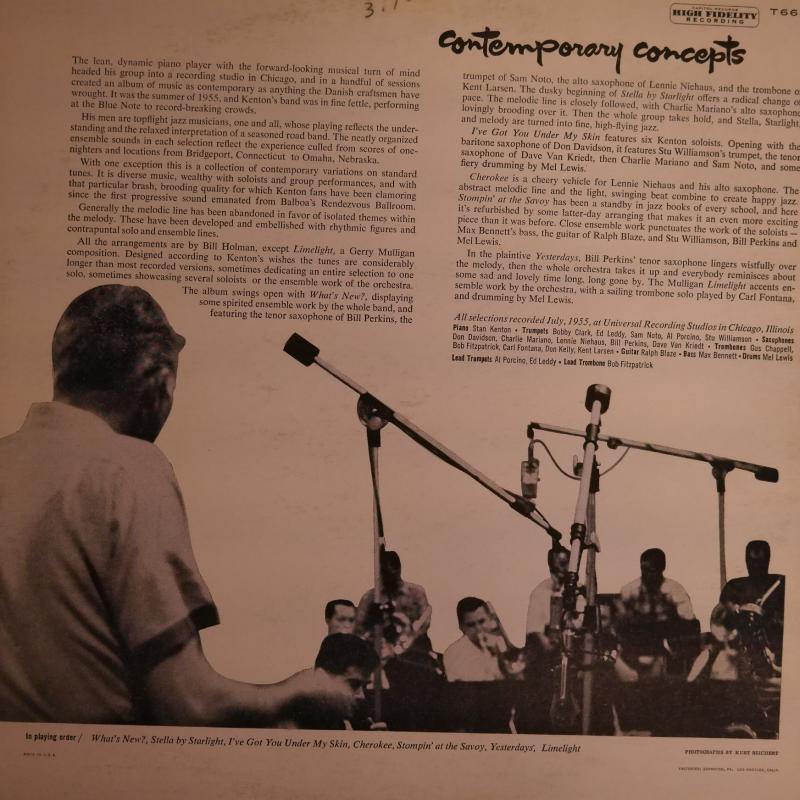 3.
CAPITOL RECORDS
HIGH FIDELITY
RECORDING
T66
contemporary concepts
The lean, dynamic piano player with the forward-looking musical turn of mind
headed his group into a recording studio in Chicago, and in a handful of sessions
created an album of music as contemporary as anything the Danish craftsmen have
wrought. It was the summer of 1955, and Kenton's band was in fine fettle, performing
at the Blue Note to record-breaking crowds.
His men are topflight jazz musicians, one and all, whose playing reflects the under-
standing and the relaxed interpretation of a seasoned road band. The neatly organized
ensemble sounds in each selection reflect the experience culled from scores of one-
nighters and locations from Bridgeport, Connecticut to Omaha, Nebraska.
With one exception this is a collection of contemporary variations on standard
tunes. It is diverse music, wealthy with soloists and group performances, and with
that particular brash, brooding quality for which Kenton fans have been clamoring
since the first progressive sound emanated from Balboa's Rendezvous Ballroom.
Generally the melodic line has been abandoned in favor of isolated themes within
the melody. These have been developed and embellished with rhythmic figures and
contrapuntal solo and ensemble lines.
All the arrangements are by Bill Holman, except Limelight, a Gerry Mulligan
composition. Designed according to Kenton's wishes the tunes are considerably
longer than most recorded versions, sometimes dedicating an entire selection to one
solo, sometimes showcasing several soloists or the ensemble work of the orchestra.
The album swings open with What's New?, displaying
some spirited ensemble work by the whole band, and
featuring the tenor saxophone of Bill Perkins, the
trumpet of Sam Noto, the alto saxophone of Lennie Niehaus, and the trombone o
Kent Larsen. The dusky beginning of Stella by Starlight offers a radical change o
pace. The melodic line is closely followed, with Charlie Mariano's alto saxophone
lovingly brooding over it. Then the whole group takes hold, and Stella, Starlight,
and melody are turned into fine, high-flying jazz.
I've Got You Under My Skin features six Kenton soloists. Opening with the
baritone saxophone of Don Davidson, it features Stu Williamson's trumpet, the tenor
saxophone of Dave Van Kriedt, then Charlie Mariano and Sam Noto, and some
fiery drumming by Mel Lewis.
Cherokee is a cheery vehicle for Lennie Niehaus and his alto saxophone. The
abstract melodic line and the light, swinging beat combine to create happy jazz.
Stompin' at the Savoy has been a standby in jazz books of every school, and here
it's refurbished by some latter-day arranging that makes it an even more exciting
piece than it was before. Close ensemble work punctuates the work of the soloists —
Max Bennett's bass, the guitar of Ralph Blaze, and Stu Williamson, Bill Perkins and
Mel Lewis.
In the plaintive Yesterdays, Bill Perkins' tenor saxophone lingers wistfully over
the melody, then the whole orchestra takes it up and everybody reminisces about
some sad and lovely time long, long gone by. The Mulligan Limelight accents en-
semble work by the orchestra, with a sailing trombone solo played by Carl Fontana,
and drumming by Mel Lewis.
All selections recorded July, 1955, at Universal Recording Studios in Chicago, Illinois
Piano Stan Kenton • Trumpets Bobby Clark, Ed Leddy, Sam Noto, Al Porcino, Stu Williamson • Saxophones
Don Davidson, Charlie Mariano, Lennie Niehaus, Bill Perkins, Dave Van Kriedt • Trombones Gus Chappell,
Bob Fitzpatrick, Carl Fontana, Don Kelly, Kent Larsen • Guitar Ralph Blaze • Bass Max Bennett • Drums Mel Lewis
Lead Trumpets Al Porcino, Ed Leddy • Lead Trombone Bob Fitzpatrick
In playing order / What's New?, Stella by Starlight, I've Got You Under My Skin, Cherokee, Stompin' at the Savoy, Yesterdays, Limelight
MADE IN U.S.A.
PHOTOGRAPHS BY KURT REICHERT